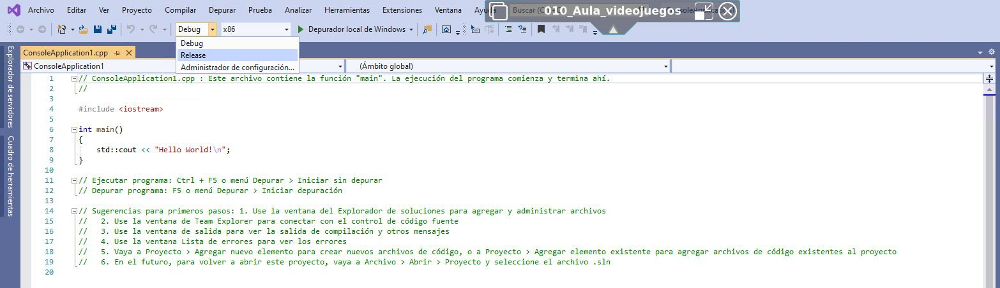 Archivo Editar Ver Proyecto Compilar Depurar Prueba Analizar Herramientas Extensiones Ventana Buscar 010_Aula_videojuegos
Debug x86 Depurador local de Windows
Debug
Release
Administrador de configuración...
ConsoleApplication1.cpp
ConsoleApplication1 (Ámbito global)
Explorador de servidores
Cuadro de herramientas
1 // ConsoleApplication1.cpp : Este archivo contiene la función "main". La ejecución del programa comienza y termina ahí.
2 //
3
4 #include <iostream>
5
6 int main()
7 {
8 std::cout << "Hello World!\n";
9 }
10
11 // Ejecutar programa: Ctrl + F5 o menú Depurar > Iniciar sin depurar
12 // Depurar programa: F5 o menú Depurar > Iniciar depuración
13
14 // Sugerencias para primeros pasos: 1. Use la ventana del Explorador de soluciones para agregar y administrar archivos
15 // 2. Use la ventana de Team Explorer para conectar con el control de código fuente
16 // 3. Use la ventana de salida para ver la salida de compilación y otros mensajes
17 // 4. Use la ventana Lista de errores para ver los errores
18 // 5. Vaya a Proyecto > Agregar nuevo elemento para crear nuevos archivos de código, o a Proyecto > Agregar elemento existente para agregar archivos de código existentes al proyecto
19 // 6. En el futuro, para volver a abrir este proyecto, vaya a Archivo > Abrir > Proyecto y seleccione el archivo .sln
20